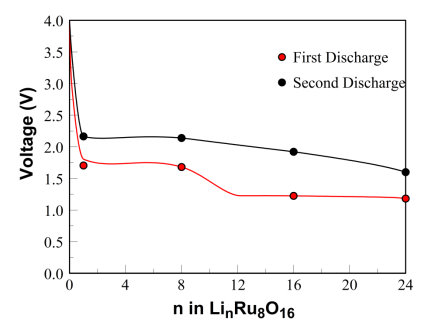 4.0
3.5
3.0
2.5
2.0
1.5
1.0
0.5
0.0
Voltage (V)
First Discharge
Second Discharge
0 4 8 12 16 20 24
n in LiₙRu₈O₁₆